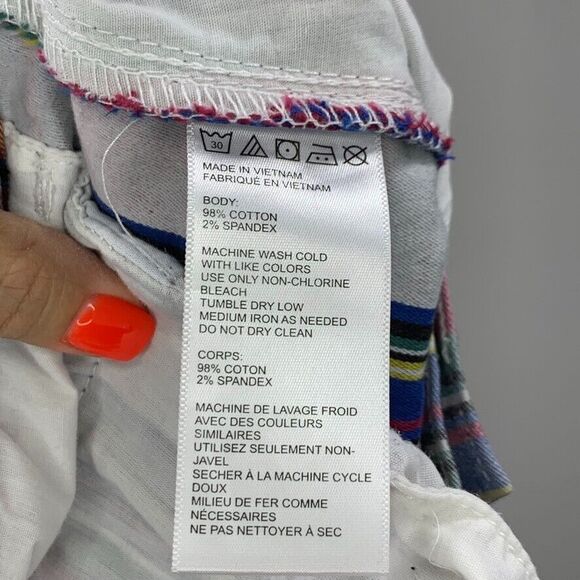 30
MADE IN VIETNAM
FABRIQUÉ EN VIETNAM
BODY:
98% COTTON
2% SPANDEX
MACHINE WASH COLD
WITH LIKE COLORS
USE ONLY NON-CHLORINE
BLEACH
TUMBLE DRY LOW
MEDIUM IRON AS NEEDED
DO NOT DRY CLEAN
CORPS:
98% COTON
2% SPANDEX
MACHINE DE LAVAGE FROID
AVEC DES COULEURS
SIMILAIRES
UTILISEZ SEULEMENT NON-
JAVEL
SECHER À LA MACHINE CYCLE
DOUX
MILIEU DE FER COMME
NÉCESSAIRES
NE PAS NETTOYER À SEC